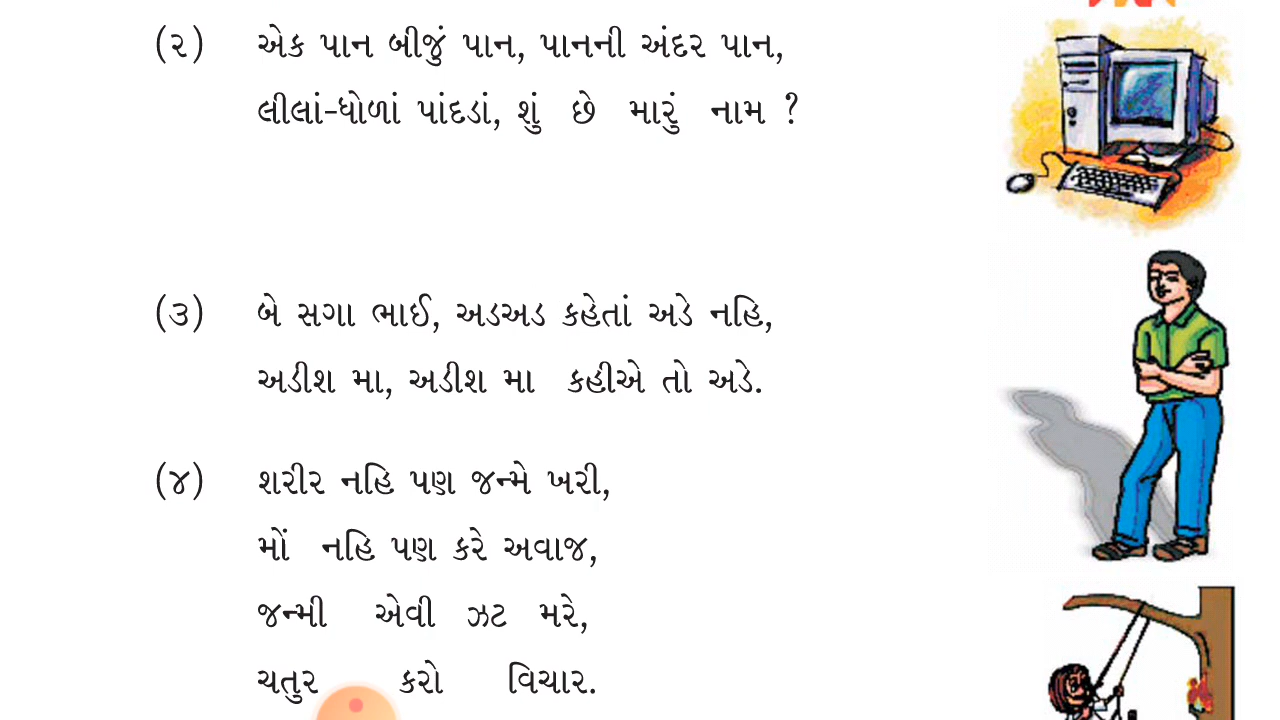 (૨) એક પાન બીજું પાન, પાનની અંદર પાન,
લીલાં-ધોળાં પાંદડાં, શું છે મારું નામ ?
(૩) બે સગા ભાઈ, અડઅડ કહેતાં અડે નહિ,
અડીશ મા, અડીશ મા કહીએ તો અડે.
(૪) શરીર નહિ પણ જન્મે ખરી,
મોં નહિ પણ કરે અવાજ,
જન્મી એવી ઝટ મરે,
ચતુર કરો વિચાર.